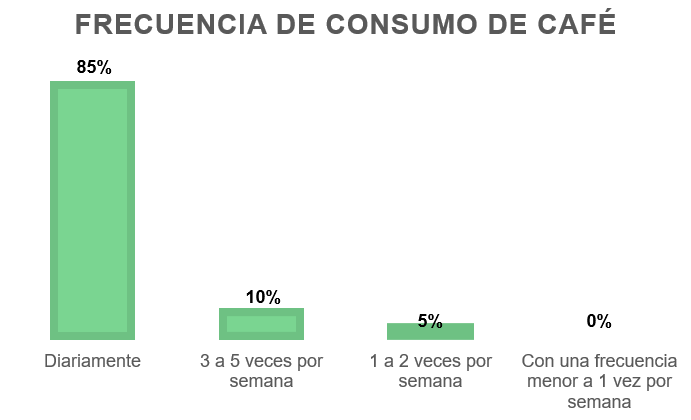 FRECUENCIA DE CONSUMO DE CAFÉ
85%
10%
5%
0%
Diariamente
3 a 5 veces por
semana
1 a 2 veces por
semana
Con una frecuencia
menor a 1 vez por
semana